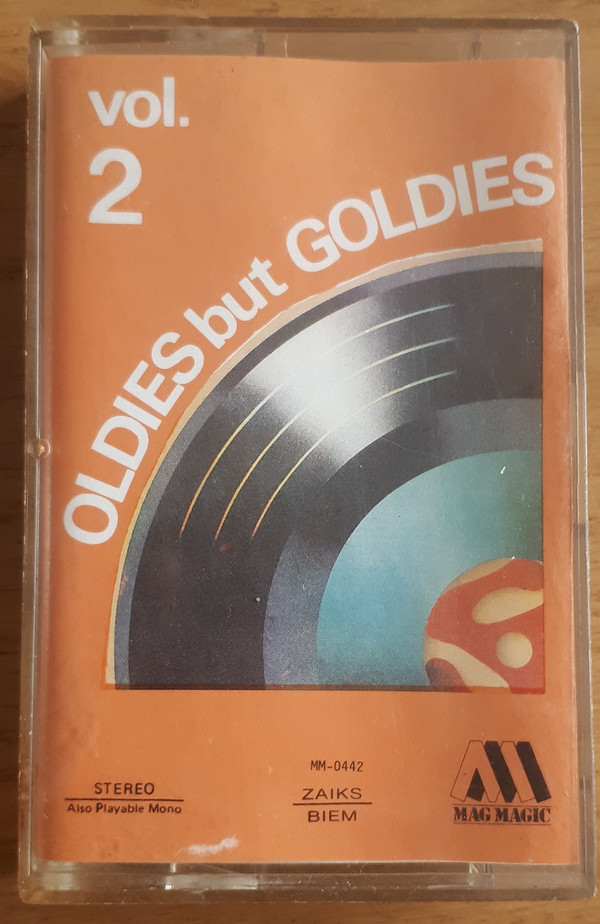 vol.
2
OLDIES but GOLDIES
STEREO
Also Playable Mono
MM-0442
ZAIKS
BIEM
MAG MAGIC